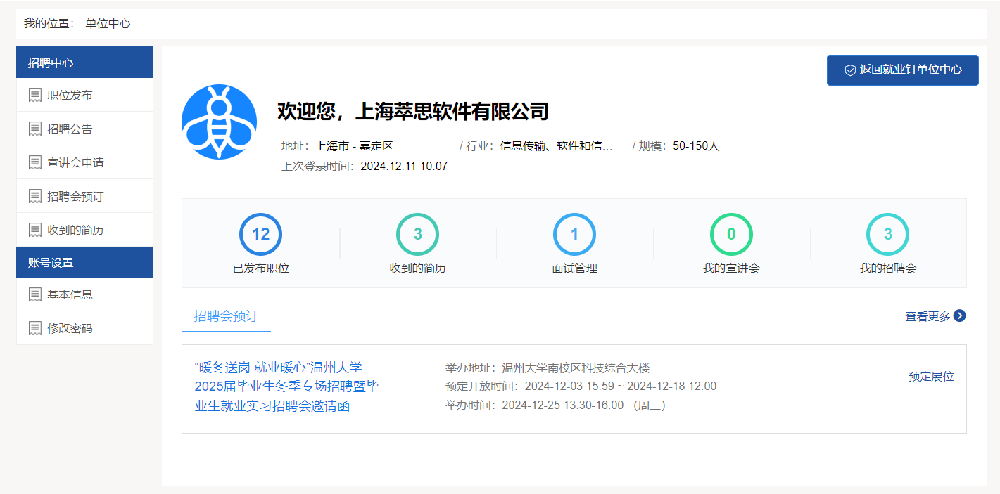 我的位置： 单位中心
招聘中心
职位发布
招聘公告
宣讲会申请
招聘会预订
收到的简历
账号设置
基本信息
修改密码
返回就业钉单位中心
欢迎您，上海萃思软件有限公司
地址：上海市 - 嘉定区 / 行业：信息传输、软件和信... / 规模：50-150人
上次登录时间：2024.12.11 10:07
12 3 1 0 3
已发布职位 收到的简历 面试管理 我的宣讲会 我的招聘会
招聘会预订 查看更多
“暖冬送岗 就业暖心”温州大学
2025届毕业生冬季专场招聘暨毕
业生就业实习招聘会邀请函
举办地址：温州大学南校区科技综合大楼
预定开放时间：2024-12-03 15:59 ~ 2024-12-18 12:00
举办时间：2024-12-25 13:30-16:00 （周三）
预定展位